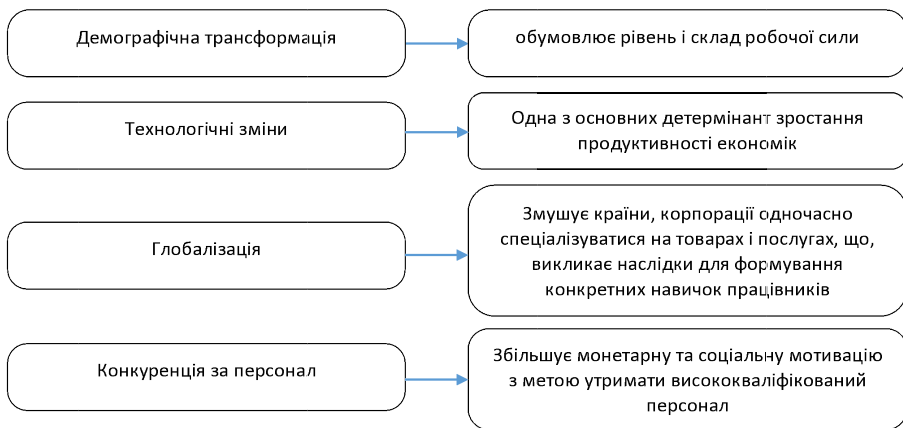 Демографічна трансформація
обумовлює рівень і склад робочої сили
Технологічні зміни
Одна з основних детермінант зростання
продуктивності економік
Глобалізація
Змушує країни, корпорації одночасно
спеціалізуватися на товарах і послугах, що,
викликає наслідки для формування
конкретних навичок працівників
Конкуренція за персонал
Збільшує монетарну та соціальну мотивацію
з метою утримати висококваліфікований
персонал